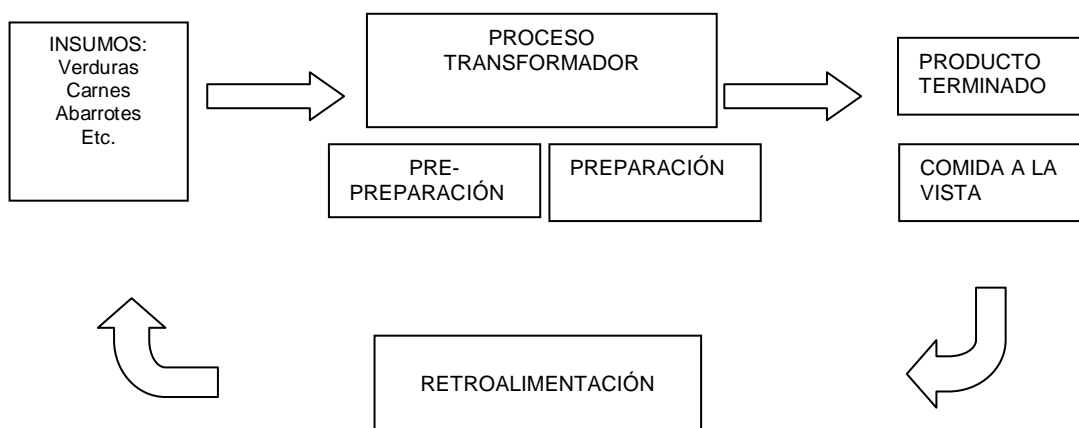 INSUMOS:
Verduras
Carnes
Abarrotes
Etc.
PROCESO
TRANSFORMADOR
PRODUCTO
TERMINADO
PRE-
PREPARACIÓN
PREPARACIÓN
COMIDA A LA
VISTA
RETROALIMENTACIÓN